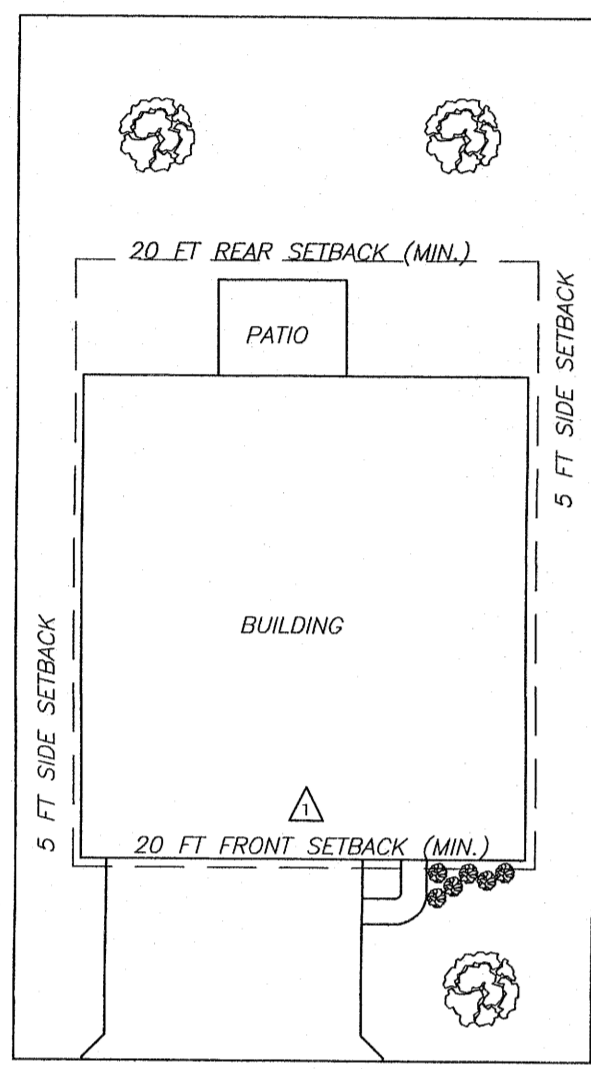 20 FT REAR SETBACK (MIN.)
5 FT SIDE SETBACK
PATIO
BUILDING
5 FT SIDE SETBACK
1
20 FT FRONT SETBACK (MIN.)